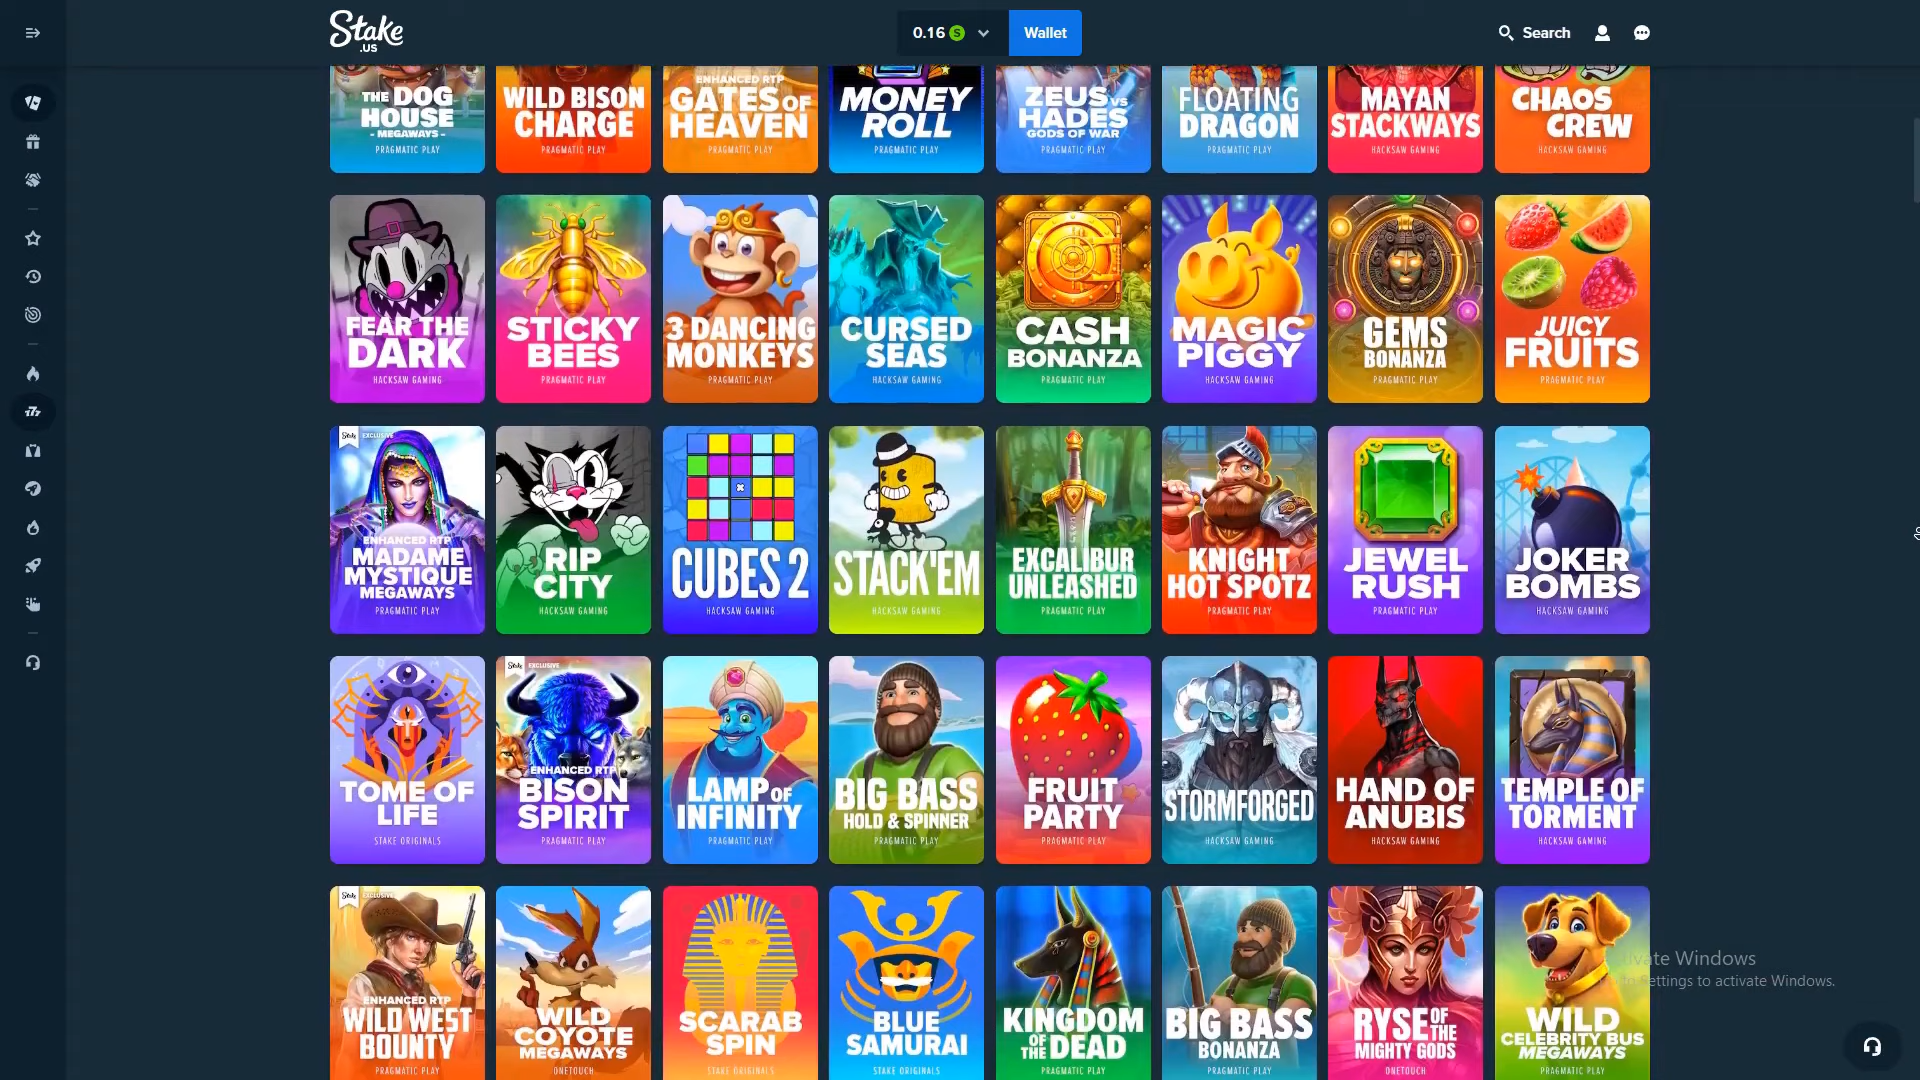 Stake
.US
0.16 S
Wallet
Search
THE DOG
HOUSE
- MEGAWAYS -
PRAGMATIC PLAY
WILD BISON
CHARGE
PRAGMATIC PLAY
ENHANCED RTP
GATES OF
HEAVEN
PRAGMATIC PLAY
MONEY
ROLL
PRAGMATIC PLAY
ZEUS VS
HADES
GODS OF WAR
PRAGMATIC PLAY
FLOATING
DRAGON
PRAGMATIC PLAY
MAYAN
STACKWAYS
HACKSAW GAMING
CHAOS
CREW
HACKSAW GAMING
FEAR THE
DARK
HACKSAW GAMING
STICKY
BEES
PRAGMATIC PLAY
3 DANCING
MONKEYS
PRAGMATIC PLAY
CURSED
SEAS
HACKSAW GAMING
CASH
BONANZA
PRAGMATIC PLAY
MAGIC
PIGGY
HACKSAW GAMING
GEMS
BONANZA
PRAGMATIC PLAY
JUICY
FRUITS
PRAGMATIC PLAY
Stake EXCLUSIVE
ENHANCED RTP
MADAME
MYSTIQUE
MEGAWAYS
PRAGMATIC PLAY
RIP
CITY
HACKSAW GAMING
CUBES 2
HACKSAW GAMING
STACK'EM
HACKSAW GAMING
EXCALIBUR
UNLEASHED
PRAGMATIC PLAY
KNIGHT
HOT SPOTZ
PRAGMATIC PLAY
JEWEL
RUSH
PRAGMATIC PLAY
JOKER
BOMBS
HACKSAW GAMING
TOME OF
LIFE
STAKE ORIGINALS
Stake EXCLUSIVE
ENHANCED RTP
BISON
SPIRIT
PRAGMATIC PLAY
LAMP OF
INFINITY
PRAGMATIC PLAY
BIG BASS
HOLD & SPINNER
PRAGMATIC PLAY
FRUIT
PARTY
PRAGMATIC PLAY
STORMFORGED
HACKSAW GAMING
HAND OF
ANUBIS
HACKSAW GAMING
TEMPLE OF
TORMENT
HACKSAW GAMING
Stake EXCLUSIVE
ENHANCED RTP
WILD WEST
BOUNTY
PRAGMATIC PLAY
WILD
COYOTE
MEGAWAYS
ONETOUCH
SCARAB
SPIN
STAKE ORIGINALS
BLUE
SAMURAI
STAKE ORIGINALS
KINGDOM
OF THE DEAD
PRAGMATIC PLAY
BIG BASS
BONANZA
PRAGMATIC PLAY
RYSE OF THE
MIGHTY GODS
ONETOUCH
WILD
CELEBRITY BUS
MEGAWAYS
PRAGMATIC PLAY
Windows
Settings to activate Windows.